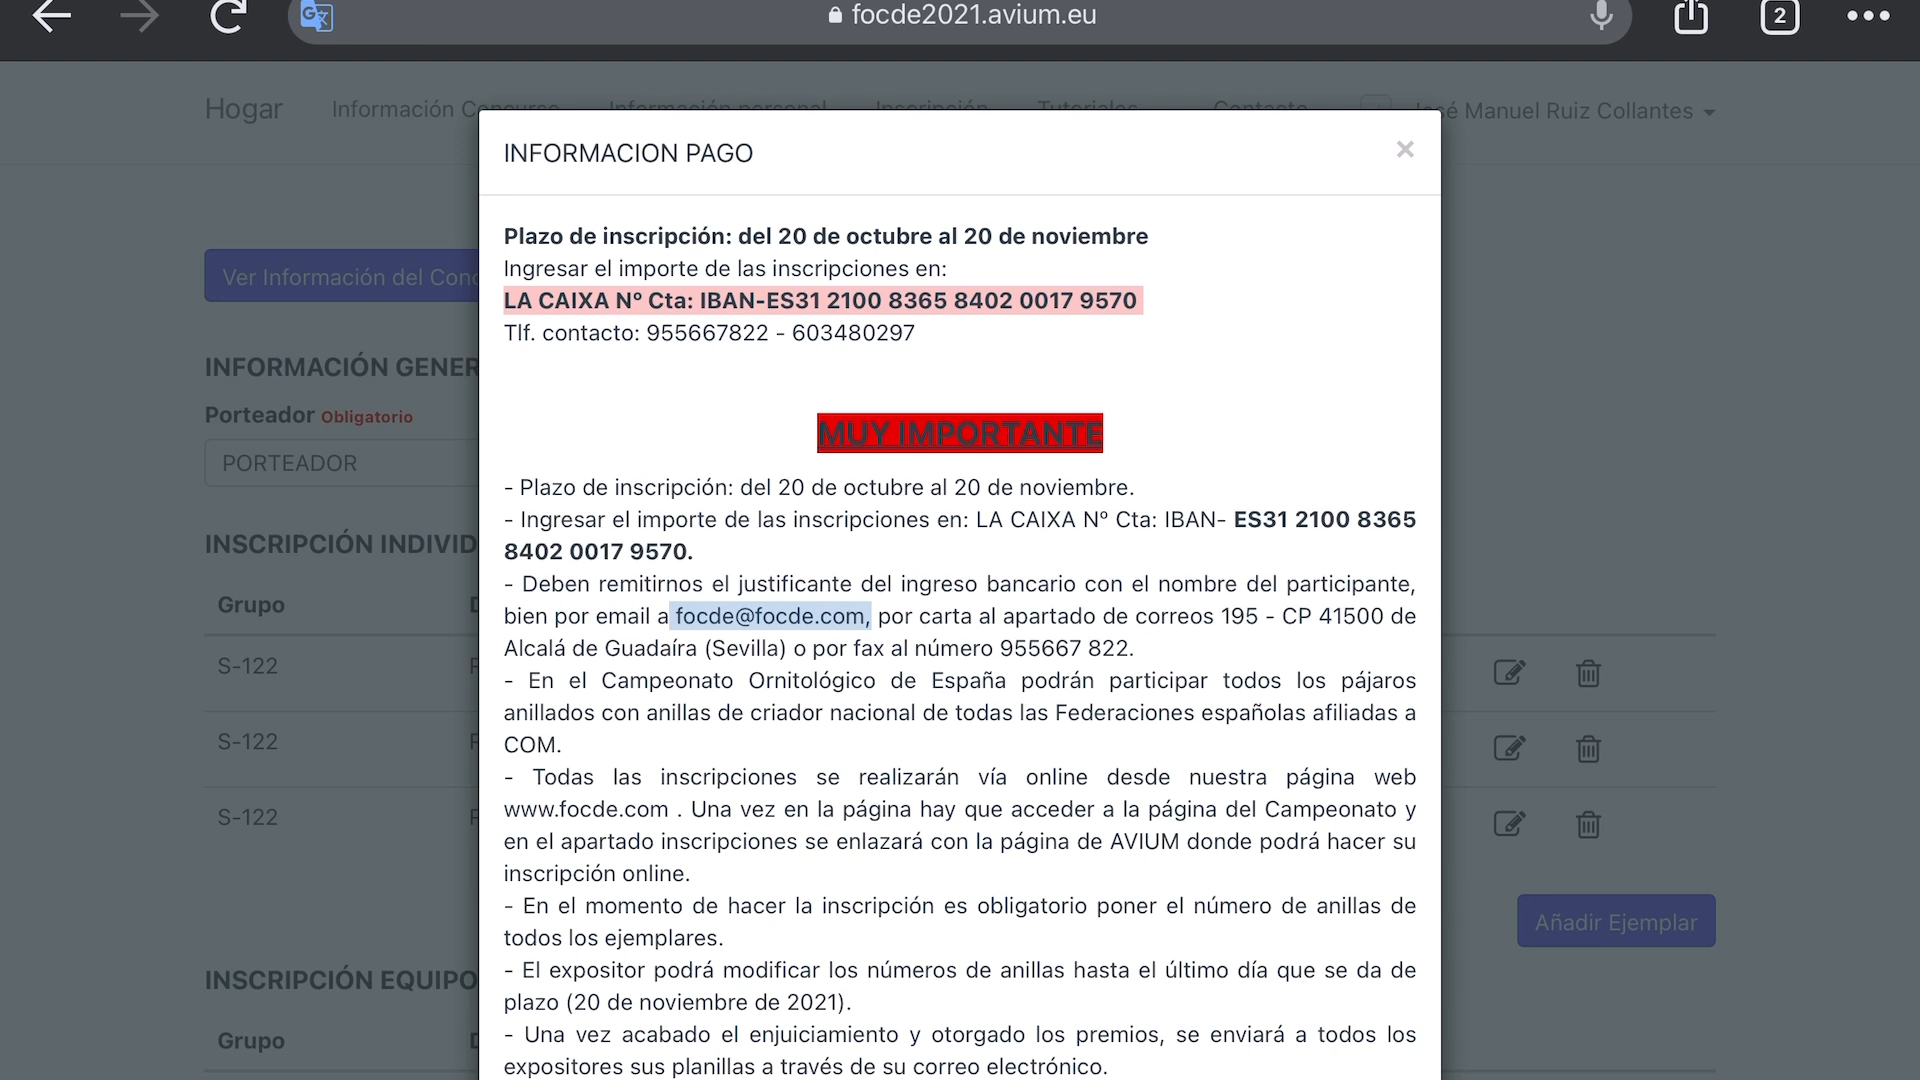 focde2021.avium.eu
2
Hogar
Información Concurso
Información personal
Inscripción
Tutoriales
Contacto
José Manuel Ruiz Collantes
INFORMACION PAGO
×
Plazo de inscripción: del 20 de octubre al 20 de noviembre
Ingresar el importe de las inscripciones en:
LA CAIXA Nº Cta: IBAN-ES31 2100 8365 8402 0017 9570
Tlf. contacto: 955667822 - 603480297
MUY IMPORTANTE
- Plazo de inscripción: del 20 de octubre al 20 de noviembre.
- Ingresar el importe de las inscripciones en: LA CAIXA Nº Cta: IBAN- ES31 2100 8365
8402 0017 9570.
- Deben remitirnos el justificante del ingreso bancario con el nombre del participante,
bien por email a focde@focde.com, por carta al apartado de correos 195 - CP 41500 de
Alcalá de Guadaíra (Sevilla) o por fax al número 955667 822.
- En el Campeonato Ornitológico de España podrán participar todos los pájaros
anillados con anillas de criador nacional de todas las Federaciones españolas afiliadas a
COM.
- Todas las inscripciones se realizarán vía online desde nuestra página web
www.focde.com . Una vez en la página hay que acceder a la página del Campeonato y
en el apartado inscripciones se enlazará con la página de AVIUM donde podrá hacer su
inscripción online.
- En el momento de hacer la inscripción es obligatorio poner el número de anillas de
todos los ejemplares.
- El expositor podrá modificar los números de anillas hasta el último día que se da de
plazo (20 de noviembre de 2021).
- Una vez acabado el enjuiciamiento y otorgado los premios, se enviará a todos los
expositores sus planillas a través de su correo electrónico.
Ver Información del Conc
INFORMACIÓN GENER
Porteador Obligatorio
PORTEADOR
INSCRIPCIÓN INDIVID
Grupo
S-122
S-122
S-122
Añadir Ejemplar
INSCRIPCIÓN EQUIPO
Grupo